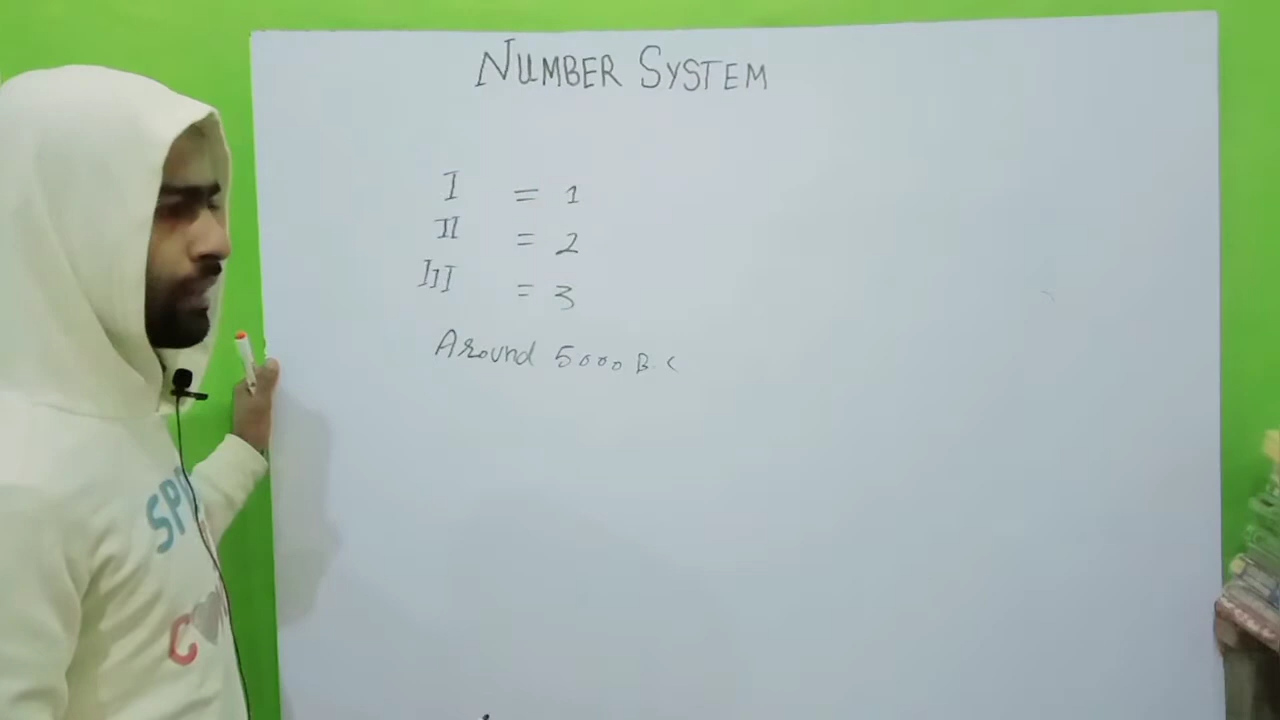 NUMBER SYSTEM
I = 1
II = 2
III = 3
Around 5000 B.C